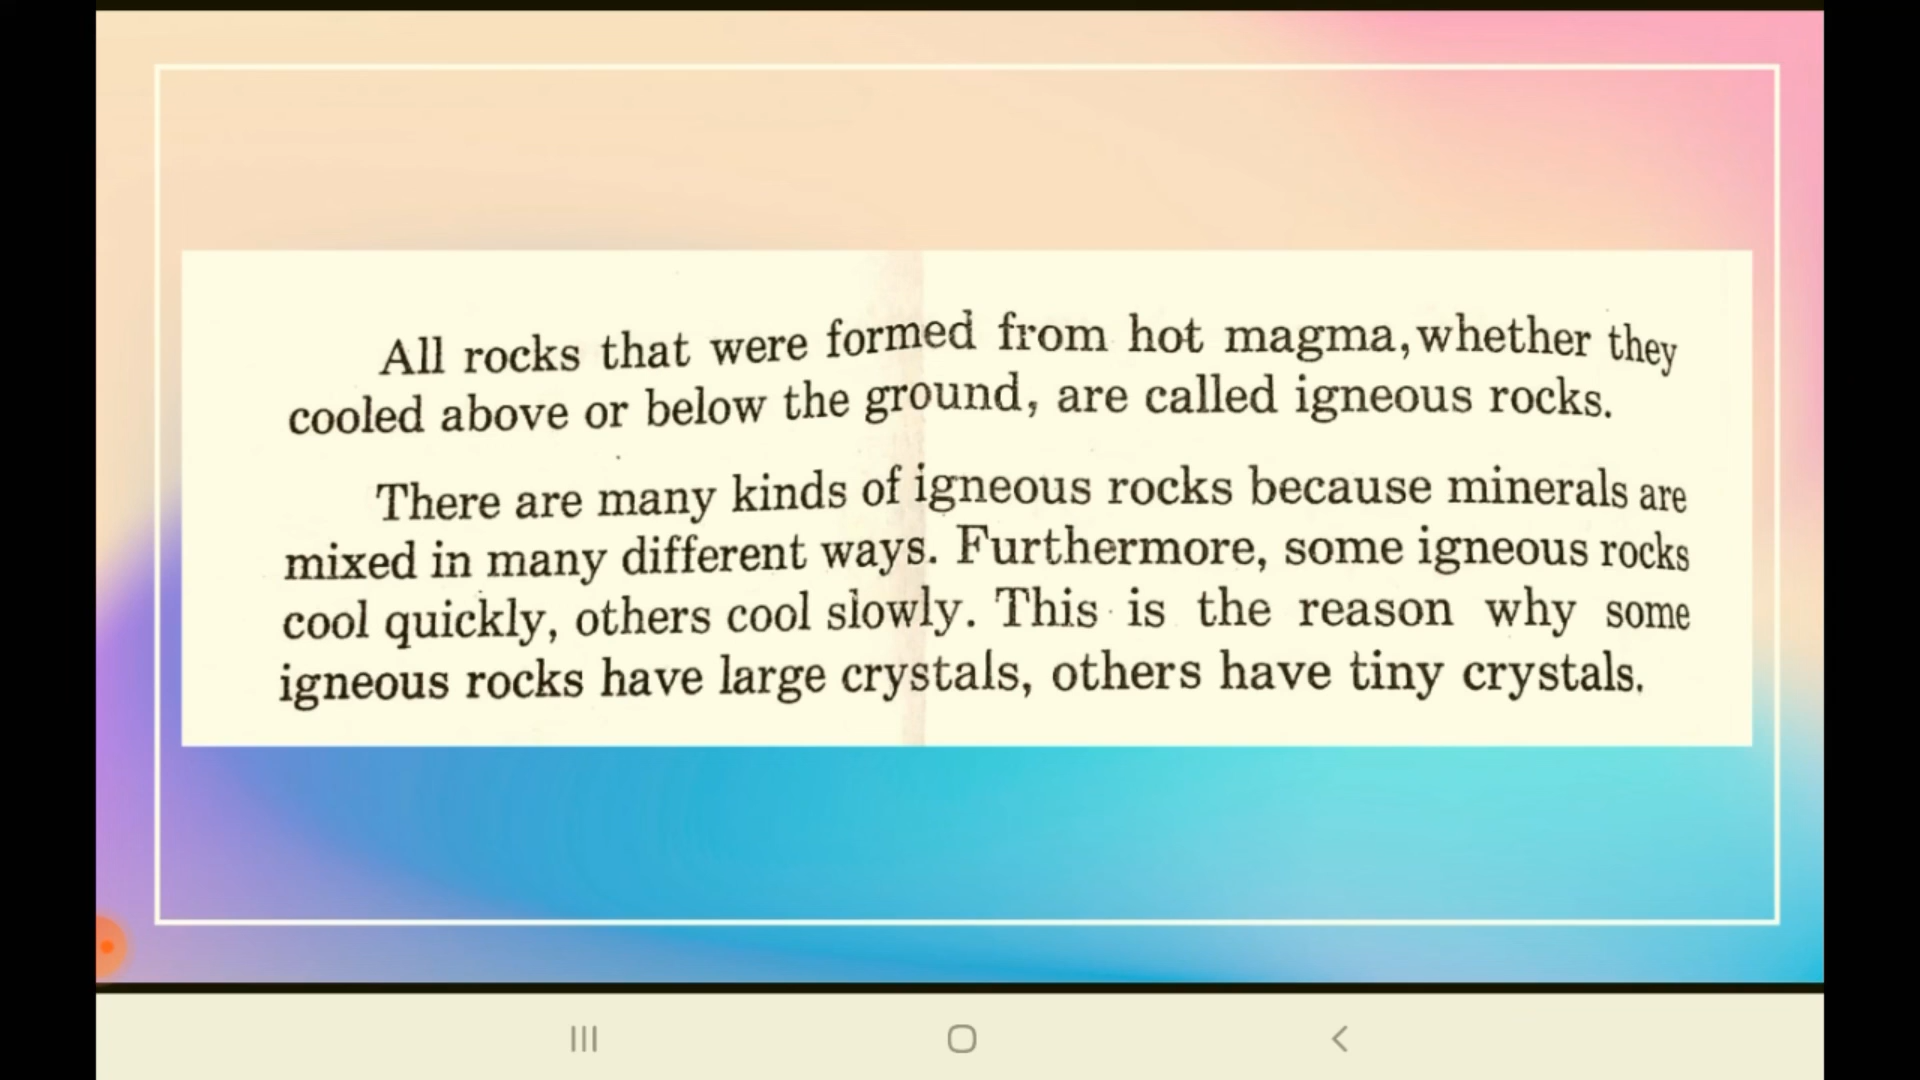 All rocks that were formed from hot magma, whether they
cooled above or below the ground, are called igneous rocks.
There are many kinds of igneous rocks because minerals are
mixed in many different ways. Furthermore, some igneous rocks
cool quickly, others cool slowly. This is the reason why some
igneous rocks have large crystals, others have tiny crystals.